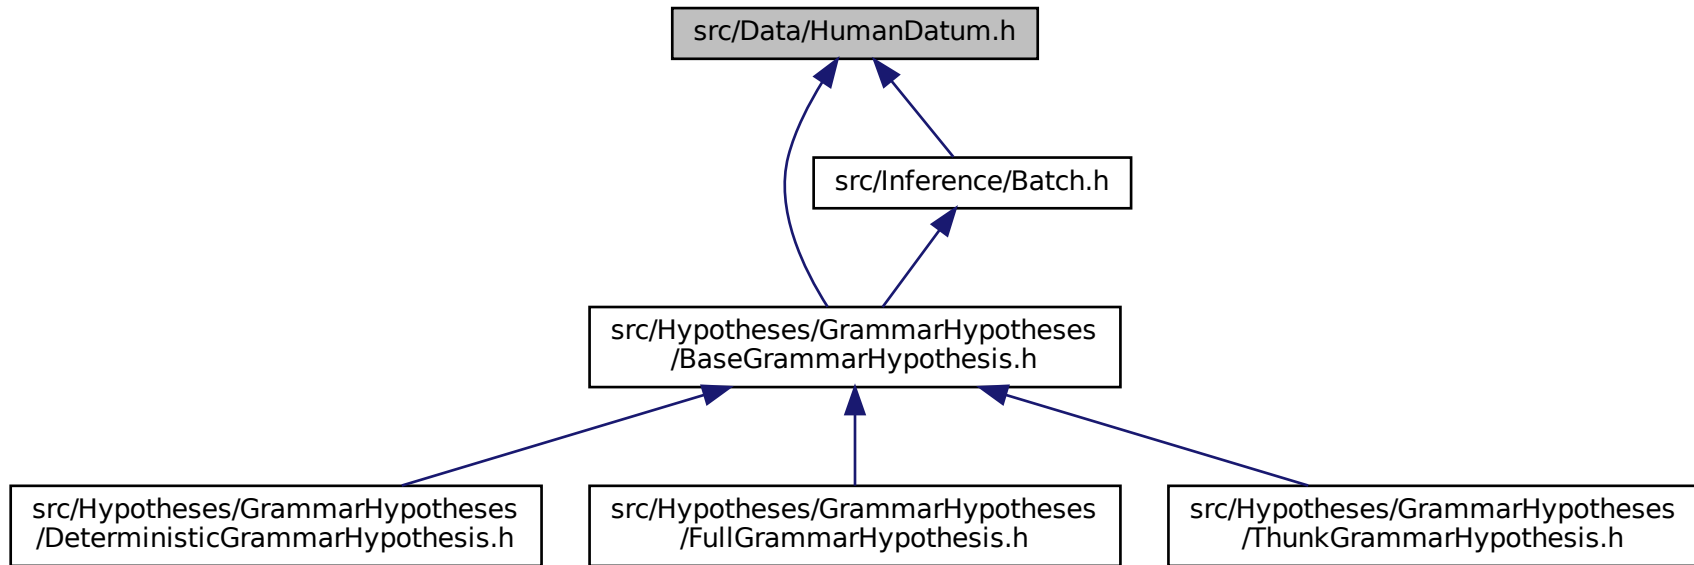 src/Data/HumanDatum.h
src/Inference/Batch.h
src/Hypotheses/GrammarHypotheses
/BaseGrammarHypothesis.h
src/Hypotheses/GrammarHypotheses
/DeterministicGrammarHypothesis.h
src/Hypotheses/GrammarHypotheses
/FullGrammarHypothesis.h
src/Hypotheses/GrammarHypotheses
/ThunkGrammarHypothesis.h